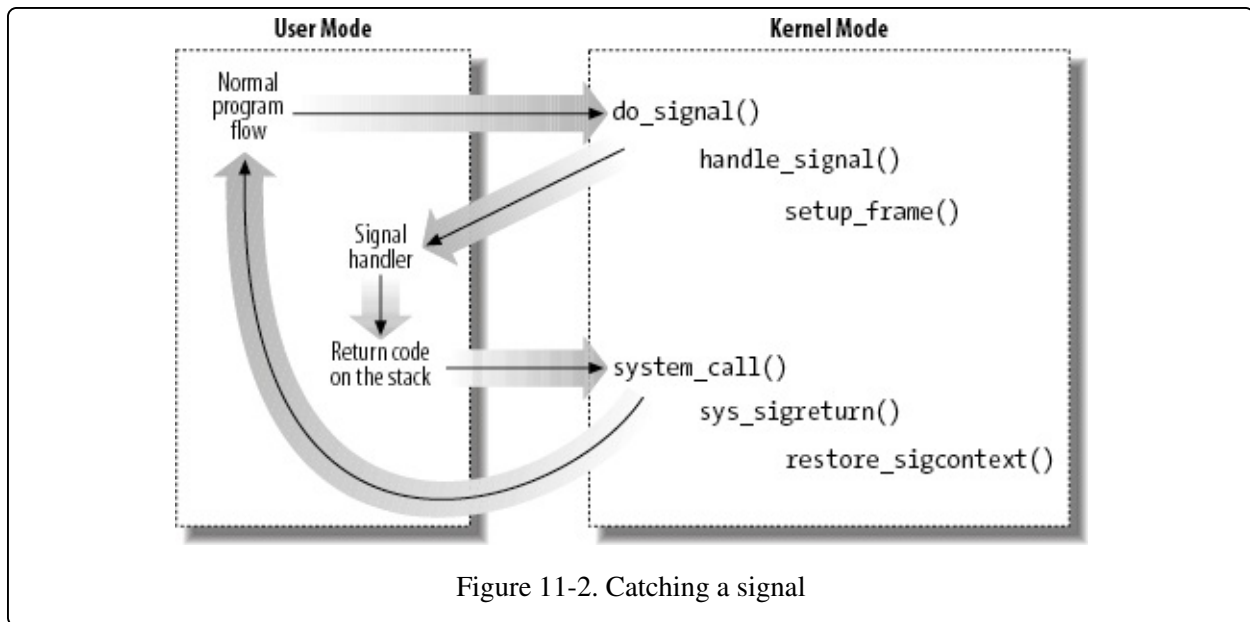 User Mode
Kernel Mode
Normal
program
flow
do_signal()
handle_signal()
setup_frame()
Signal
handler
Return code
on the stack
system_call()
sys_sigreturn()
restore_sigcontext()
Figure 11-2. Catching a signal